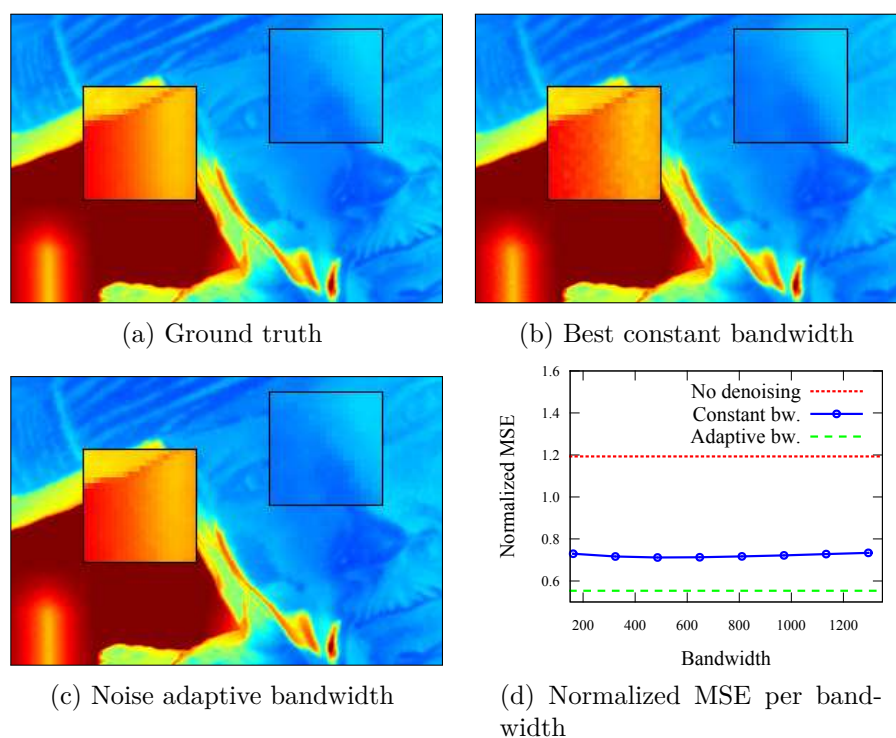 (a) Ground truth
(b) Best constant bandwidth
(c) Noise adaptive bandwidth
1.6
1.4
1.2
1.0
0.8
0.6
Normalized MSE
No denoising
Constant bw.
Adaptive bw.
200 400 600 800 1000 1200
Bandwidth
(d) Normalized MSE per band-
width